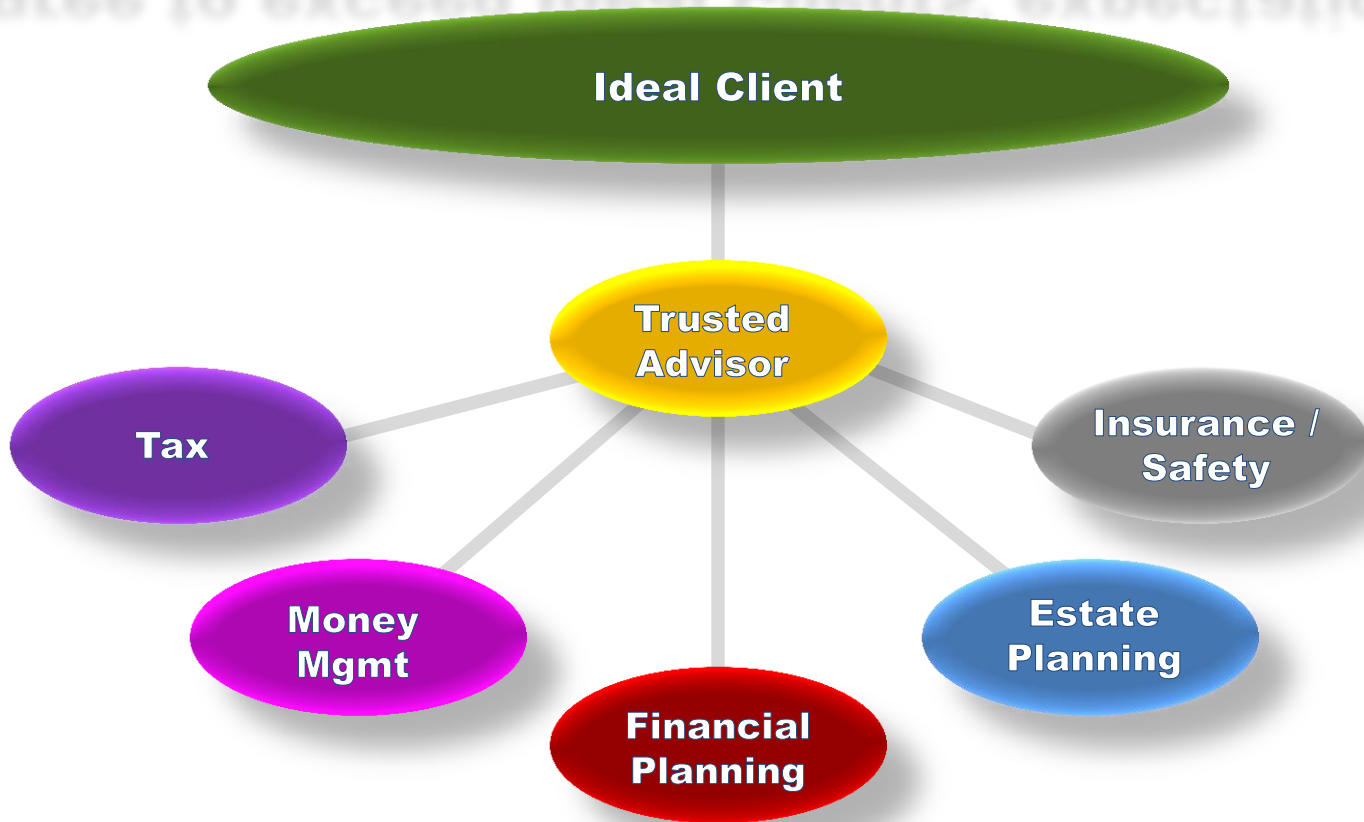 Ideal Client
Trusted
Advisor
Tax
Insurance /
Safety
Money
Mgmt
Estate
Planning
Financial
Planning